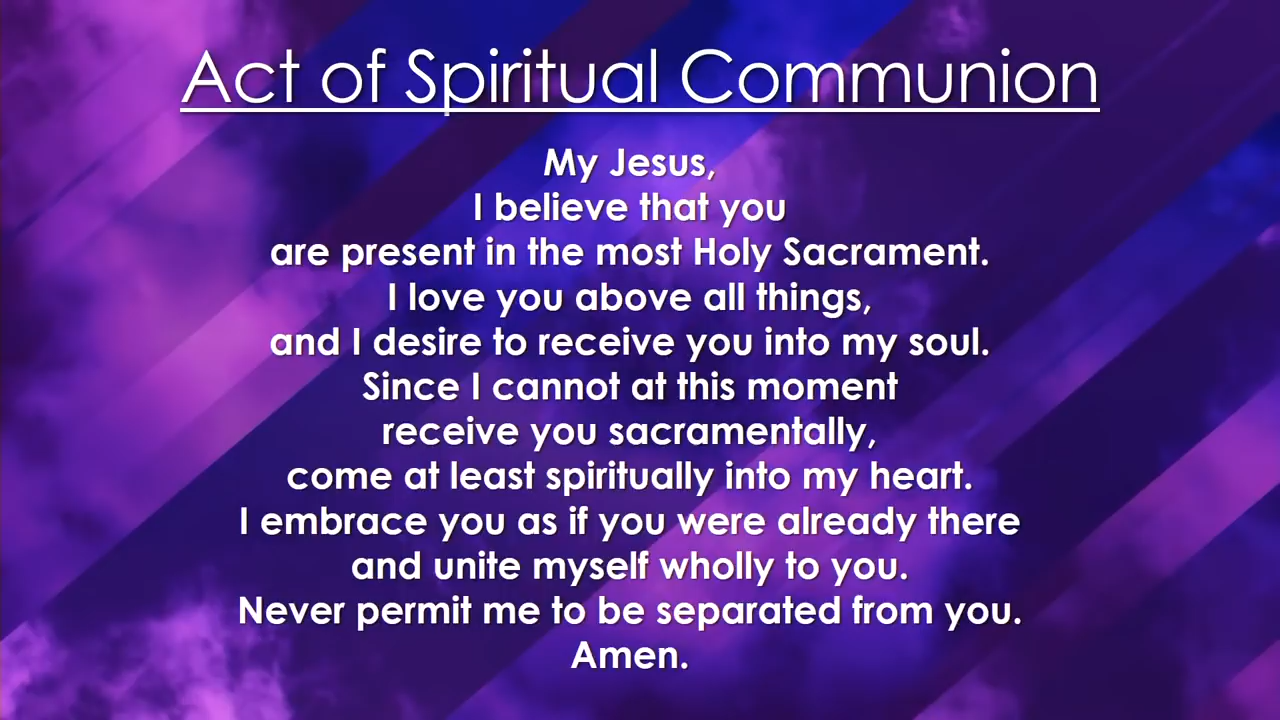 Act of Spiritual Communion
My Jesus,
I believe that you
are present in the most Holy Sacrament.
I love you above all things,
and I desire to receive you into my soul.
Since I cannot at this moment
receive you sacramentally,
come at least spiritually into my heart.
I embrace you as if you were already there
and unite myself wholly to you.
Never permit me to be separated from you.
Amen.